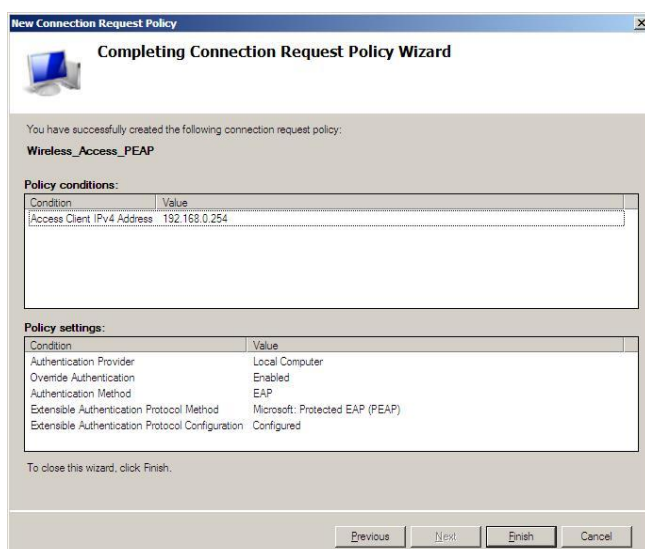 New Connection Request Policy
Completing Connection Request Policy Wizard
You have successfully created the following connection request policy:
Wireless_Access_PEAP
Policy conditions:
Condition Value
Access Client IPv4 Address 192.168.0.254
Policy settings:
Condition Value
Authentication Provider Local Computer
Override Authentication Enabled
Authentication Method EAP
Extensible Authentication Protocol Method Microsoft: Protected EAP (PEAP)
Extensible Authentication Protocol Configuration Configured
To close this wizard, click Finish.
Previous Next Finish Cancel